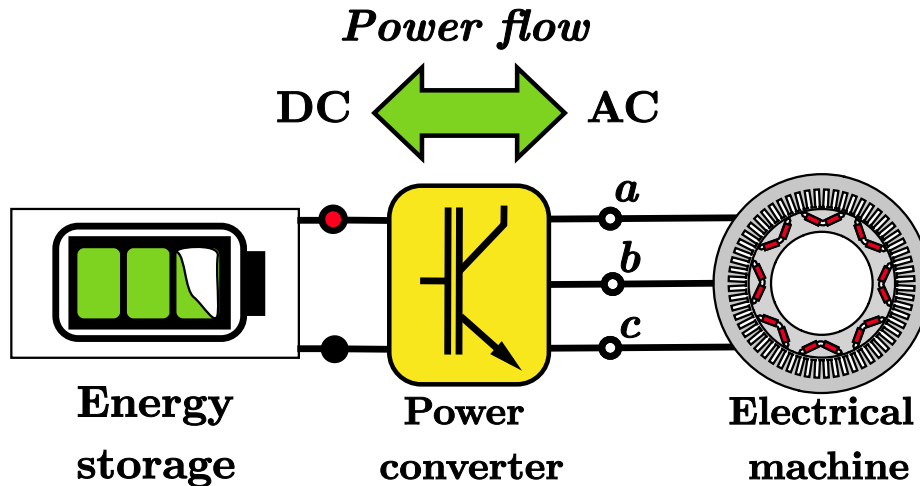 Power flow
DC
AC
a
b
c
Energy
storage
Power
converter
Electrical
machine